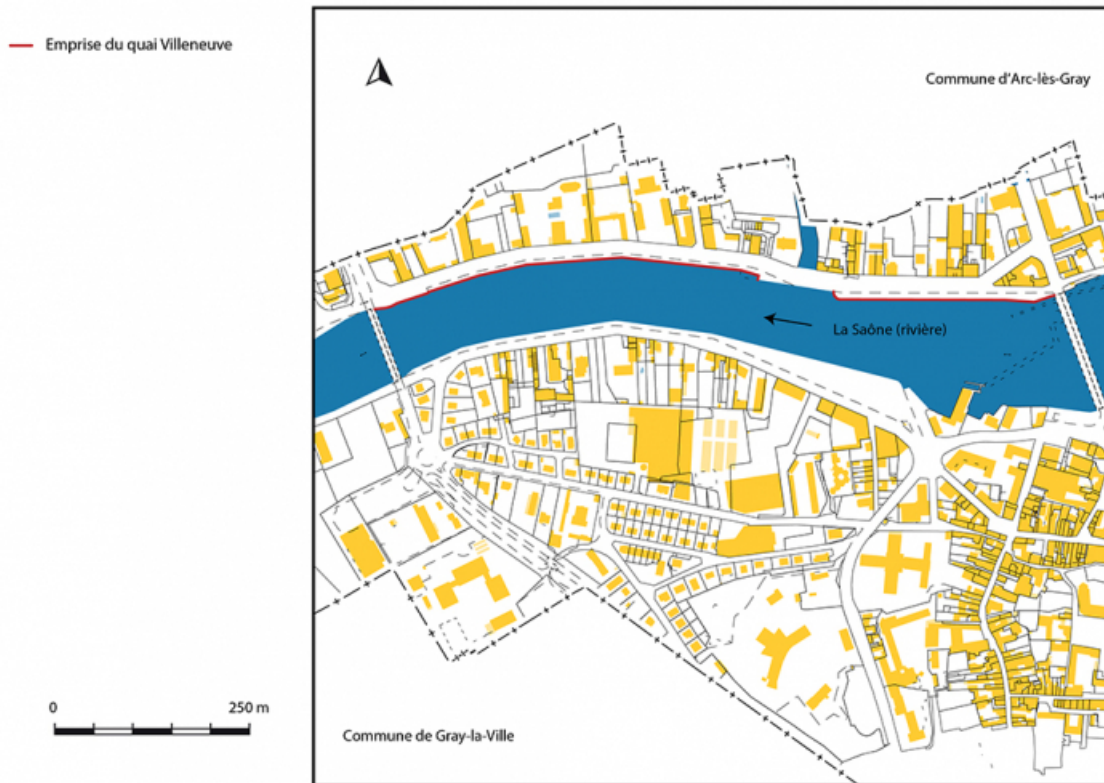 Emprise du quai Villeneuve
Commune d'Arc-lès-Gray
La Saône (rivière)
0 250 m
Commune de Gray-la-Ville